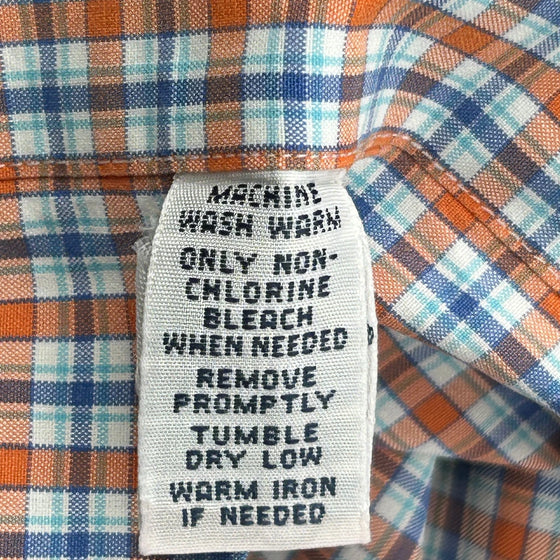 MACHINE
WASH WARM
ONLY NON-
CHLORINE
BLEACH
WHEN NEEDED
REMOVE
PROMPTLY
TUMBLE
DRY LOW
WARM IRON
IF NEEDED